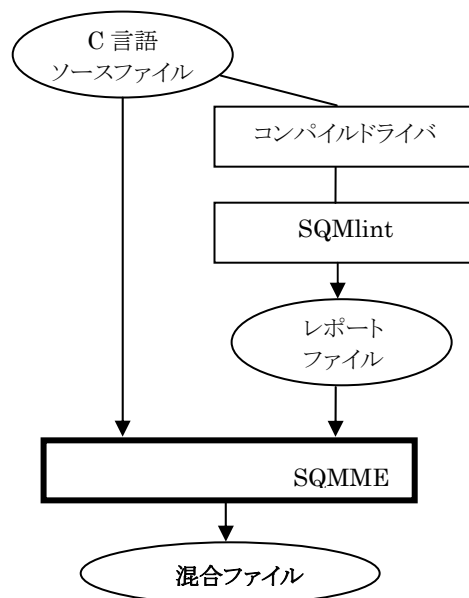 C 言語
ソースファイル
コンパイルドライバ
SQMlint
レポート
ファイル
SQMME
混合ファイル